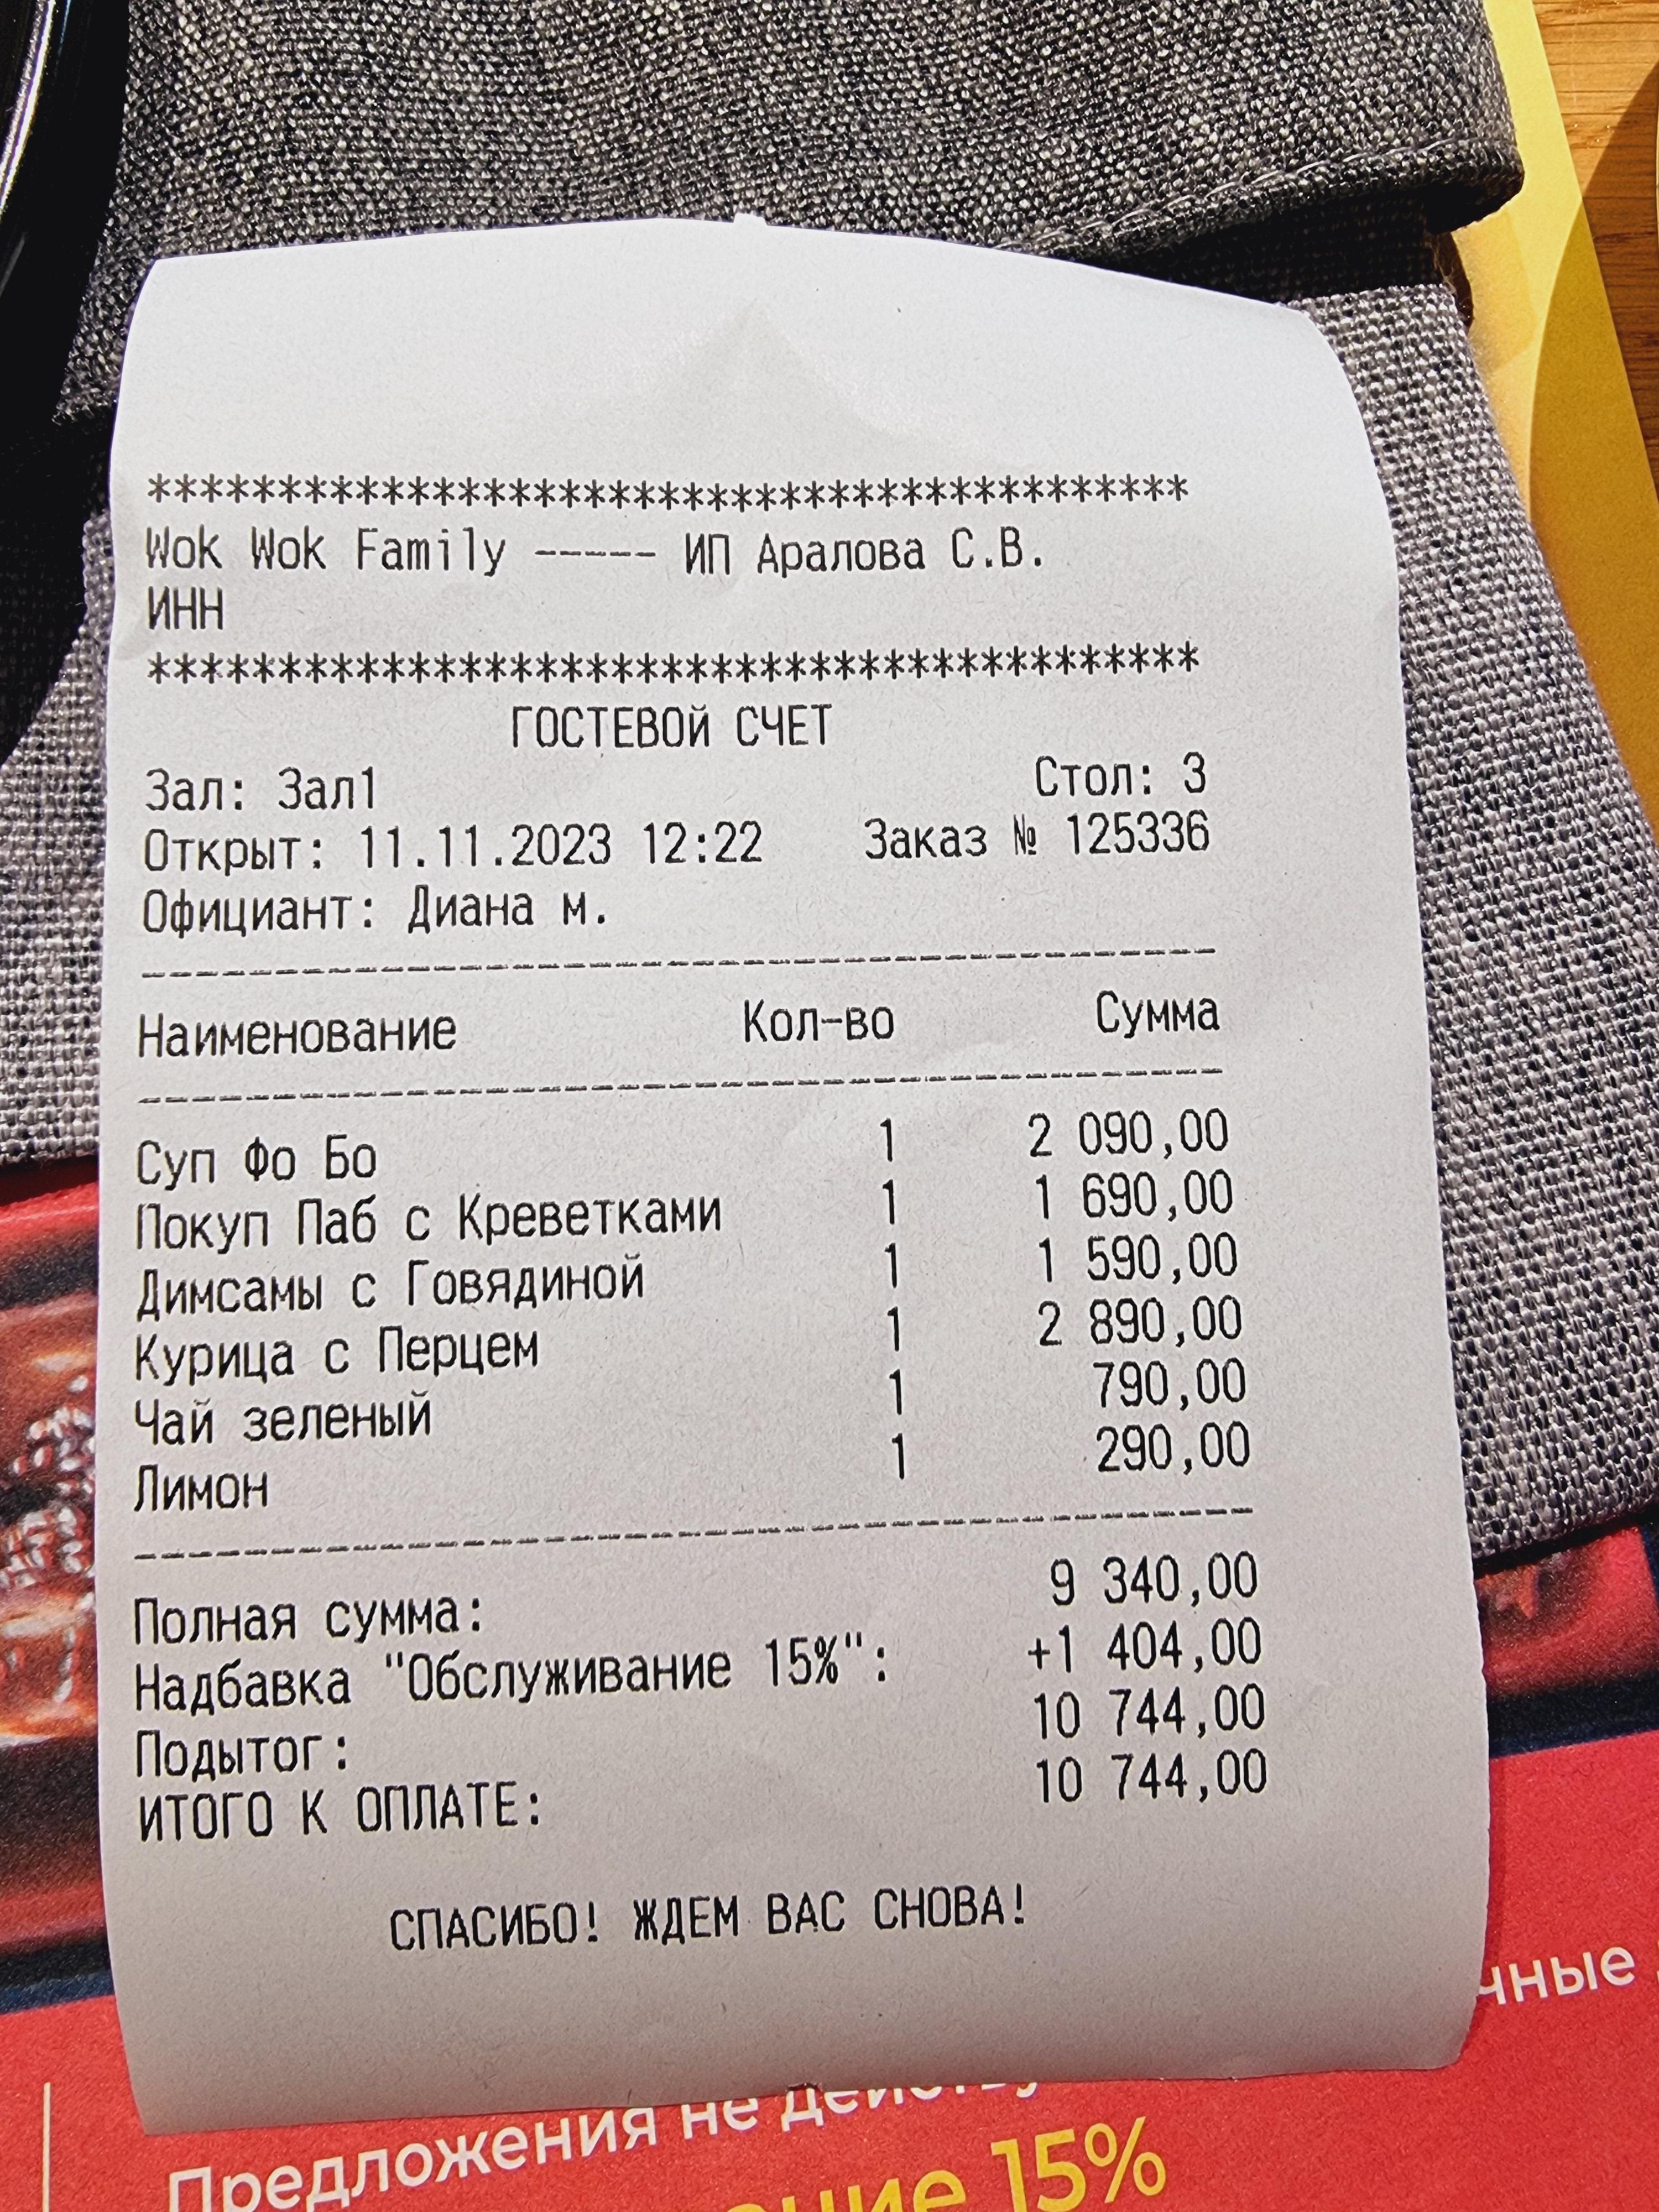 ******************************************
Wok Wok Family ----- ИП Аралова С.В.
ИНН
******************************************
ГОСТЕВОЙ СЧЕТ
Зал: Зал1 Стол: 3
Открыт: 11.11.2023 12:22 Заказ № 125336
Официант: Диана м.
Наименование Кол-во Сумма
Суп Фо Бо 1 2 090,00
Покуп Паб с Креветками 1 1 690,00
Димсамы с Говядиной 1 1 590,00
Курица с Перцем 1 2 890,00
Чай зеленый 1 790,00
Лимон 1 290,00
Полная сумма: 9 340,00
Надбавка "Обслуживание 15%": +1 404,00
Подытог: 10 744,00
ИТОГО К ОПЛАТЕ: 10 744,00
СПАСИБО! ЖДЕМ ВАС СНОВА!
Предложения не
15%